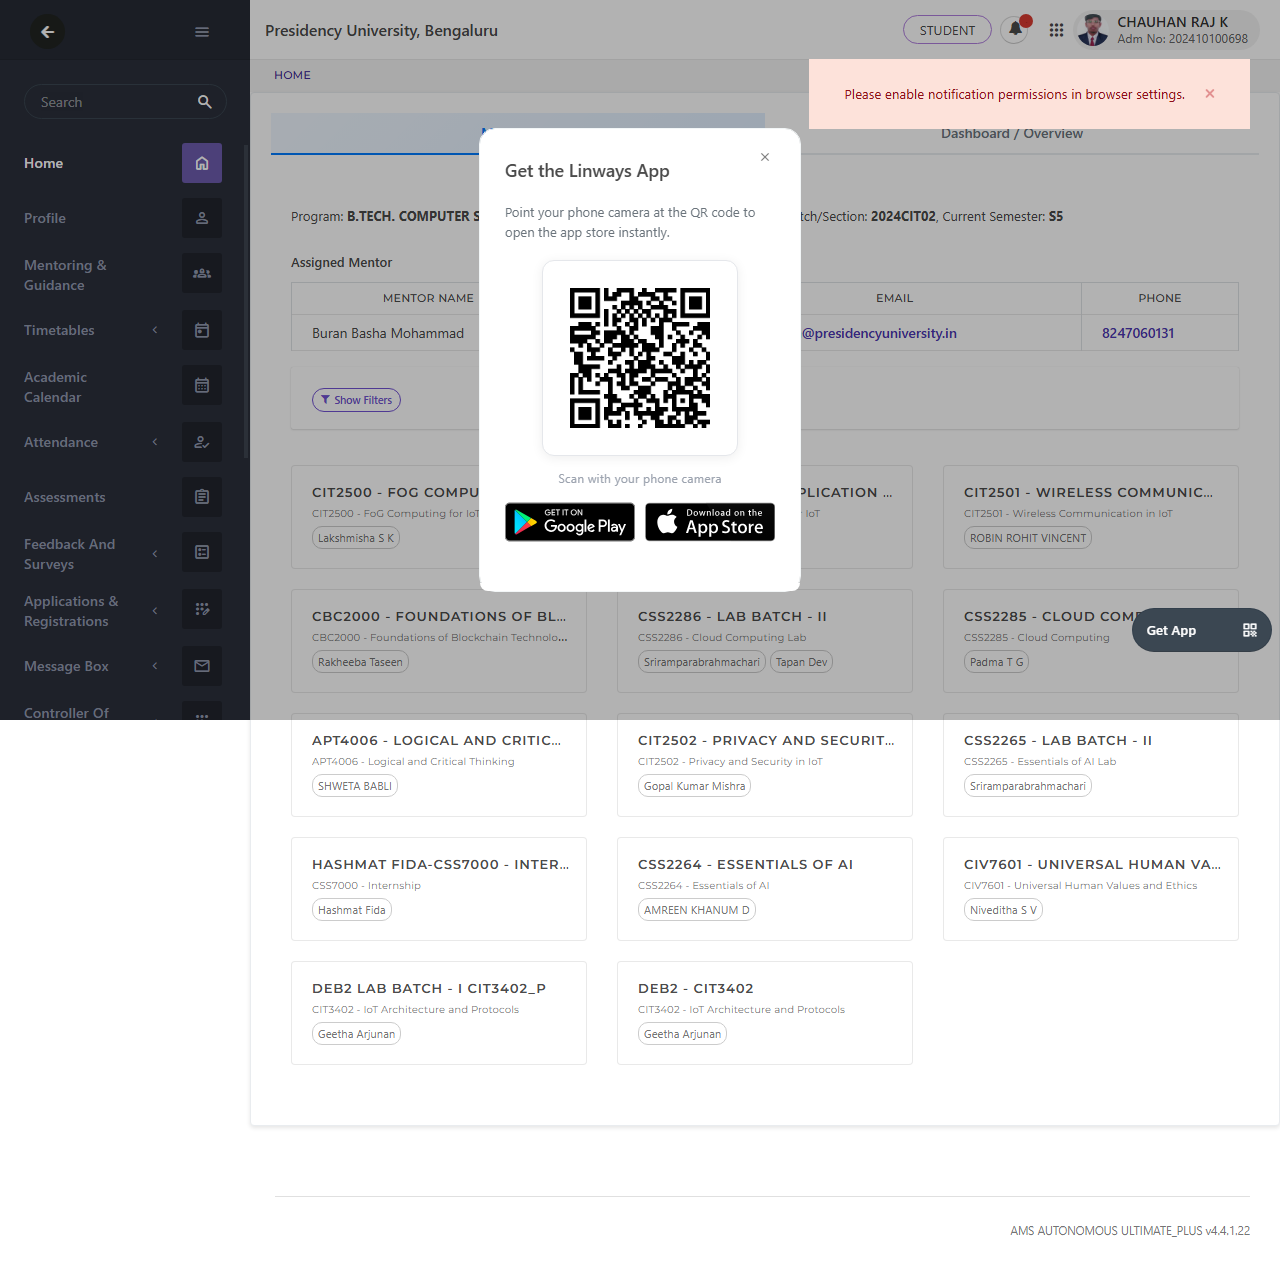 Presidency University, Bengaluru
STUDENT
CHAUHAN RAJ K
Adm No: 202410100698
HOME
Please enable notification permissions in browser settings.
Search
Home
Profile
Mentoring &
Guidance
Timetables
Academic
Calendar
Attendance
Assessments
Feedback And
Surveys
Applications &
Registrations
Message Box
Controller Of
Dashboard / Overview
Program: B.TECH. COMPUTER S
tch/Section: 2024CIT02, Current Semester: S5
Assigned Mentor
MENTOR NAME
EMAIL
PHONE
Buran Basha Mohammad
@presidencyuniversity.in
8247060131
Show Filters
Get the Linways App
Point your phone camera at the QR code to
open the app store instantly.
Scan with your phone camera
GET IT ON
Google Play
Download on the
App Store
CIT2500 - FOG COMPU
CIT2500 - FoG Computing for IoT
Lakshmisha S K
PLICATION ...
r IoT
CIT2501 - WIRELESS COMMUNIC...
CIT2501 - Wireless Communication in IoT
ROBIN ROHIT VINCENT
CBC2000 - FOUNDATIONS OF BL...
CBC2000 - Foundations of Blockchain Technolo...
Rakheeba Taseen
CSS2286 - LAB BATCH - II
CSS2286 - Cloud Computing Lab
Sriramparabrahmachari
Tapan Dev
CSS2285 - CLOUD COM
CSS2285 - Cloud Computing
Padma T G
Get App
APT4006 - LOGICAL AND CRITIC...
APT4006 - Logical and Critical Thinking
SHWETA BABLI
CIT2502 - PRIVACY AND SECURIT...
CIT2502 - Privacy and Security in IoT
Gopal Kumar Mishra
CSS2265 - LAB BATCH - II
CSS2265 - Essentials of AI Lab
Sriramparabrahmachari
HASHMAT FIDA-CSS7000 - INTER...
CSS7000 - Internship
Hashmat Fida
CSS2264 - ESSENTIALS OF AI
CSS2264 - Essentials of AI
AMREEN KHANUM D
CIV7601 - UNIVERSAL HUMAN VA...
CIV7601 - Universal Human Values and Ethics
Niveditha S V
DEB2 LAB BATCH - I CIT3402_P
CIT3402 - IoT Architecture and Protocols
Geetha Arjunan
DEB2 - CIT3402
CIT3402 - IoT Architecture and Protocols
Geetha Arjunan
AMS AUTONOMOUS ULTIMATE_PLUS v4.4.1.22